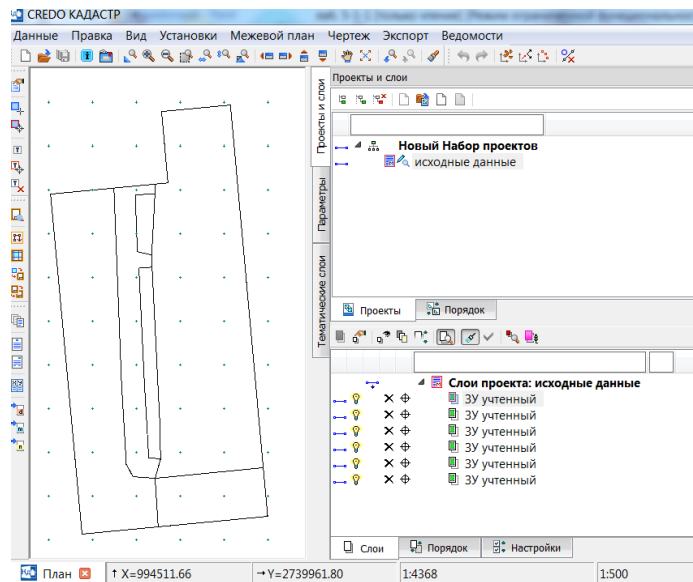 CREDO КАДАСТР
Данные Правка Вид Установки Межевой план Чертеж Экспорт Ведомости
Проекты и слои
Проекты и слои
Параметры
Тематические слои
Новый Набор проектов
исходные данные
Проекты Порядок
Слои проекта: исходные данные
ЗУ учтенный
ЗУ учтенный
ЗУ учтенный
ЗУ учтенный
ЗУ учтенный
ЗУ учтенный
Слои Порядок Настройки
План X=994511.66 Y=2739961.80 1:4368 1:500